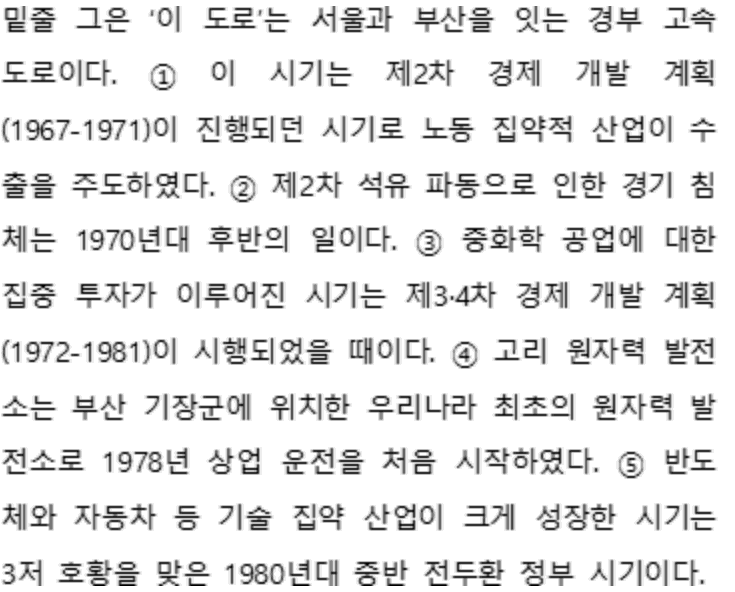 밑줄 그은 ‘이 도로’는 서울과 부산을 잇는 경부 고속
도로이다. ① 이 시기는 제2차 경제 개발 계획
(1967-1971)이 진행되던 시기로 노동 집약적 산업이 수
출을 주도하였다. ② 제2차 석유 파동으로 인한 경기 침
체는 1970년대 후반의 일이다. ③ 중화학 공업에 대한
집중 투자가 이루어진 시기는 제3·4차 경제 개발 계획
(1972-1981)이 시행되었을 때이다. ④ 고리 원자력 발전
소는 부산 기장군에 위치한 우리나라 최초의 원자력 발
전소로 1978년 상업 운전을 처음 시작하였다. ⑤ 반도
체와 자동차 등 기술 집약 산업이 크게 성장한 시기는
3저 호황을 맞은 1980년대 중반 전두환 정부 시기이다.